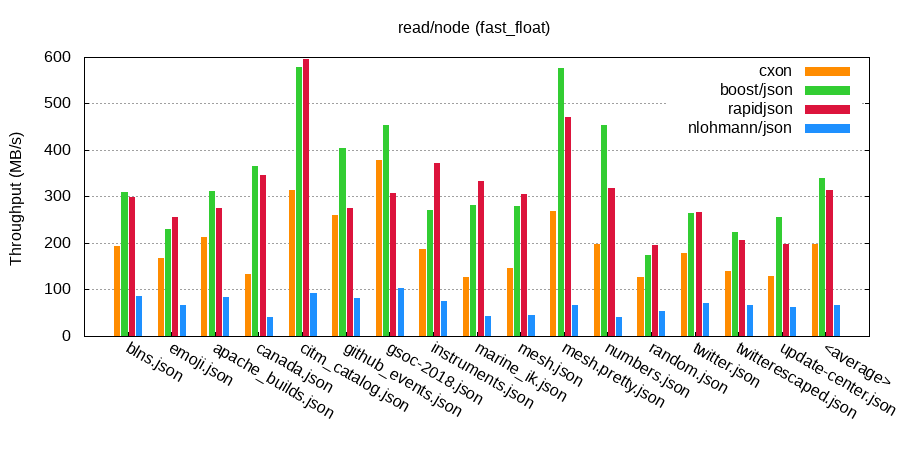 read/node (fast_float)
Throughput (MB/s)
600
500
400
300
200
100
0
cxon
boost/json
rapidjson
nlohmann/json
blns.json
emoji.json
apache_builds.json
canada.json
citm_catalog.json
github_events.json
gsoc-2018.json
instruments.json
marine_ik.json
mesh.json
mesh.pretty.json
numbers.json
random.json
twitter.json
twitterescaped.json
update-center.json
<average>